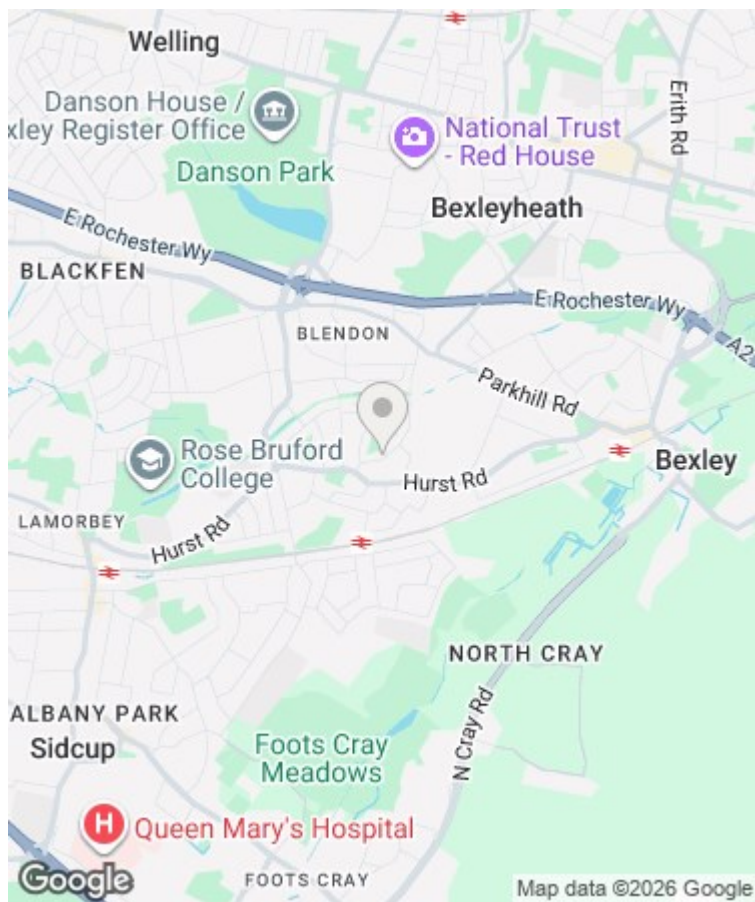 Welling
Danson House /
xley Register Office
Danson Park
National Trust
- Red House
Erith Rd
Bexleyheath
E Rochester Wy
BLACKFEN
E Rochester Wy
A2
BLENDON
Parkhill Rd
Rose Bruford
College
Hurst Rd
Bexley
LAMORBEY
Hurst Rd
NORTH CRAY
ALBANY PARK
Sidcup
Foots Cray
Meadows
N Cray Rd
H
Queen Mary's Hospital
Google
FOOTS CRAY
Map data ©2026 Google